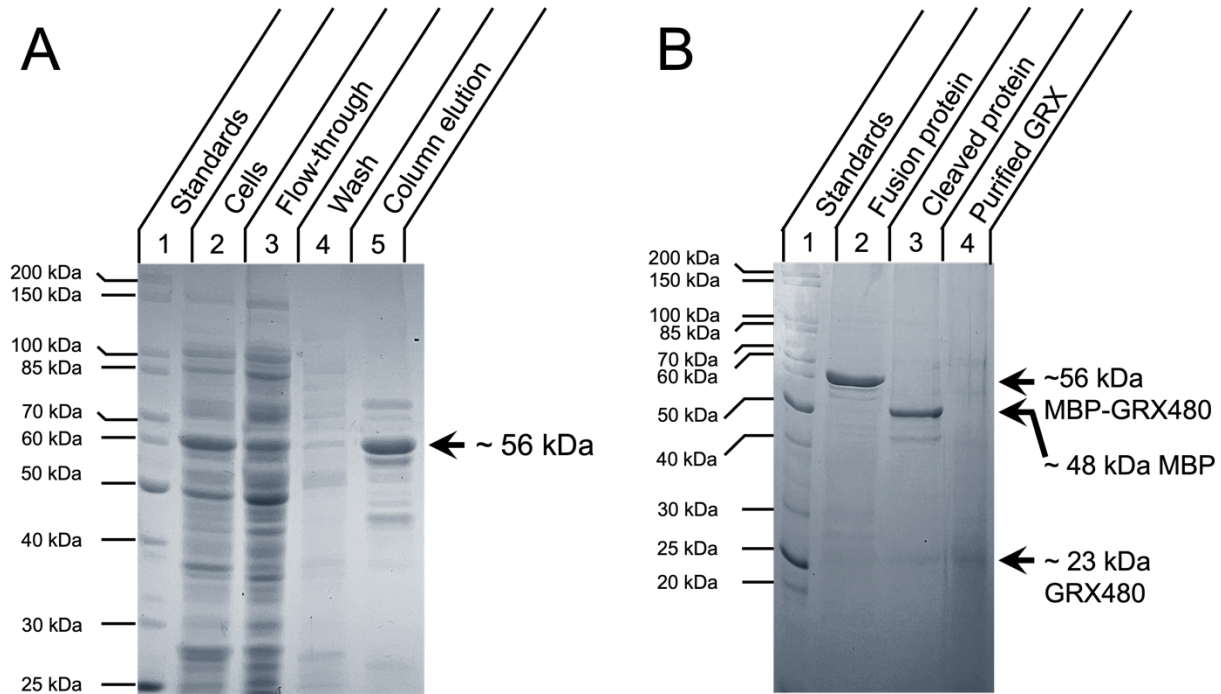 A
Standards
Cells
Flow-through
Wash
Column elution
1 2 3 4 5
200 kDa
150 kDa
100 kDa
85 kDa
70 kDa
60 kDa
50 kDa
40 kDa
30 kDa
25 kDa
~ 56 kDa
B
Standards
Fusion protein
Cleaved protein
Purified GRX
1 2 3 4
200 kDa
150 kDa
100 kDa
85 kDa
70 kDa
60 kDa
50 kDa
40 kDa
30 kDa
25 kDa
20 kDa
~56 kDa
MBP-GRX480
~ 48 kDa MBP
~ 23 kDa
GRX480